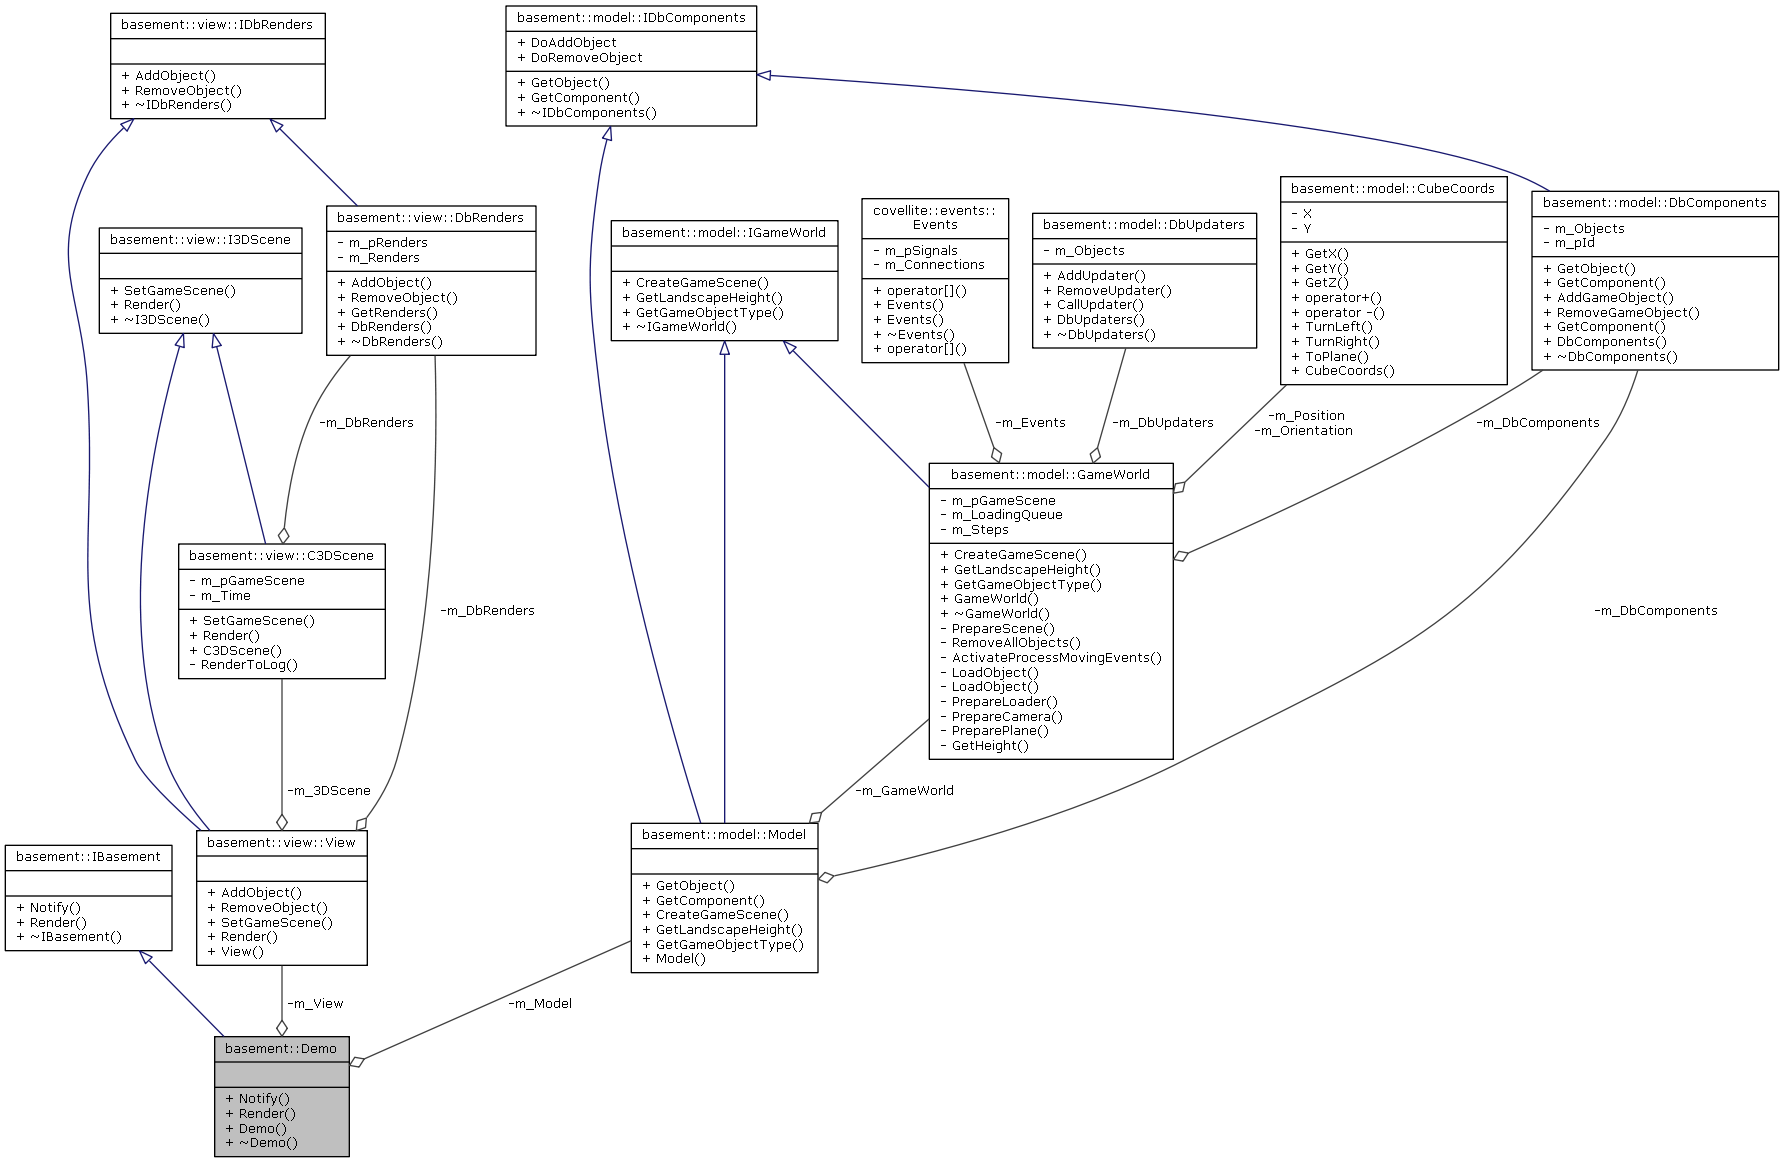 basement::view::IDbRenders
+ AddObject()
+ RemoveObject()
+ ~IDbRenders()
basement::model::IDbComponents
+ DoAddObject
+ DoRemoveObject
+ GetObject()
+ GetComponent()
+ ~IDbComponents()
basement::view::I3DScene
+ SetGameScene()
+ Render()
+ ~I3DScene()
basement::view::DbRenders
- m_pRenders
- m_Renders
+ AddObject()
+ RemoveObject()
+ GetRenders()
+ DbRenders()
+ ~DbRenders()
basement::model::IGameWorld
+ CreateGameScene()
+ GetLandscapeHeight()
+ GetGameObjectType()
+ ~IGameWorld()
covellite::events::
Events
- m_pSignals
- m_Connections
+ operator[]()
+ Events()
+ Events()
+ ~Events()
+ operator[]()
basement::model::DbUpdaters
- m_Objects
+ AddUpdater()
+ RemoveUpdater()
+ CallUpdater()
+ DbUpdaters()
+ ~DbUpdaters()
basement::model::CubeCoords
- X
- Y
+ GetX()
+ GetY()
+ GetZ()
+ operator+()
+ operator -()
+ TurnLeft()
+ TurnRight()
+ ToPlane()
+ CubeCoords()
basement::model::DbComponents
- m_Objects
- m_pId
+ GetObject()
+ GetComponent()
+ AddGameObject()
+ RemoveGameObject()
+ GetComponent()
+ DbComponents()
+ ~DbComponents()
-m_DbRenders
-m_Events
-m_DbUpdaters
-m_Position
-m_Orientation
-m_DbComponents
basement::view::C3DScene
- m_pGameScene
- m_Time
+ SetGameScene()
+ Render()
+ C3DScene()
- RenderToLog()
-m_DbRenders
basement::model::GameWorld
- m_pGameScene
- m_LoadingQueue
- m_Steps
+ CreateGameScene()
+ GetLandscapeHeight()
+ GetGameObjectType()
+ GameWorld()
+ ~GameWorld()
- PrepareScene()
- RemoveAllObjects()
- ActivateProcessMovingEvents()
- LoadObject()
- LoadObject()
- PrepareLoader()
- PrepareCamera()
- PreparePlane()
- GetHeight()
-m_DbComponents
-m_3DScene
-m_GameWorld
basement::IBasement
+ Notify()
+ Render()
+ ~IBasement()
basement::view::View
+ AddObject()
+ RemoveObject()
+ SetGameScene()
+ Render()
+ View()
basement::model::Model
+ GetObject()
+ GetComponent()
+ CreateGameScene()
+ GetLandscapeHeight()
+ GetGameObjectType()
+ Model()
-m_View
-m_Model
basement::Demo
+ Notify()
+ Render()
+ Demo()
+ ~Demo()